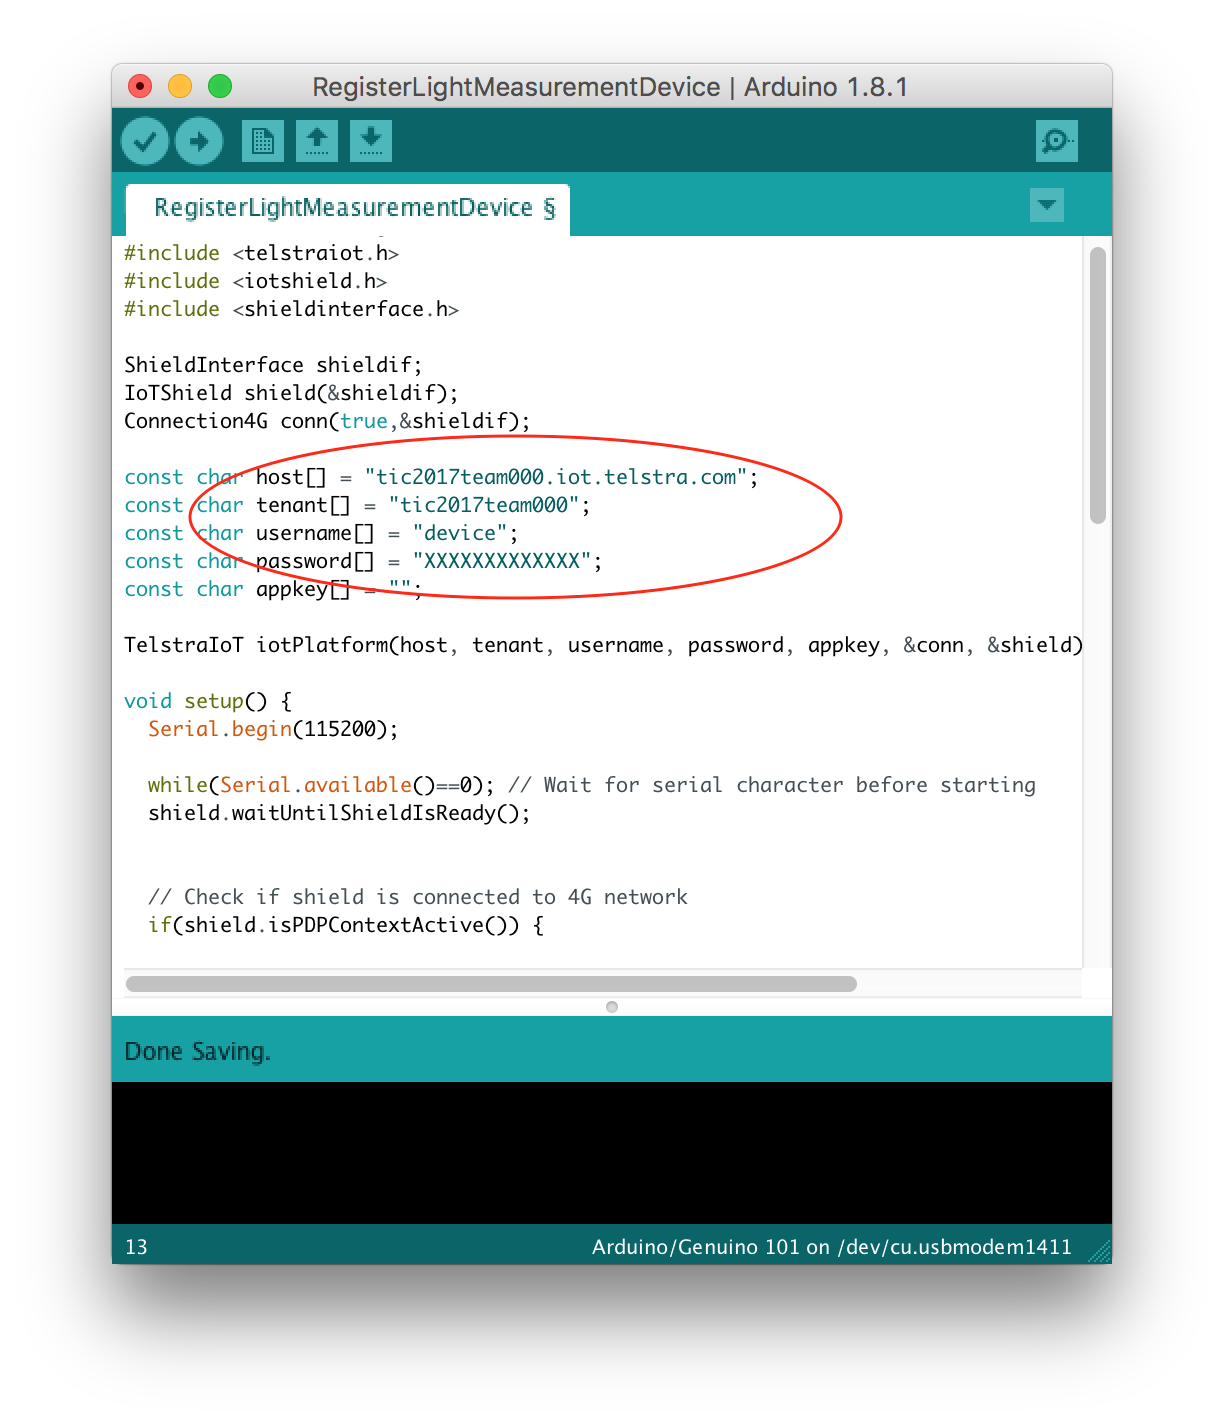 RegisterLightMeasurementDevice | Arduino 1.8.1
RegisterLightMeasurementDevice §
#include <telstraiot.h>
#include <iotshield.h>
#include <shieldinterface.h>
ShieldInterface shieldif;
IoTShield shield(&shieldif);
Connection4G conn(true,&shieldif);
const char host[] = "tic2017team000.iot.telstra.com";
const char tenant[] = "tic2017team000";
const char username[] = "device";
const char password[] = "XXXXXXXXXXXXX";
const char appkey[] = "";
TelstraIoT iotPlatform(host, tenant, username, password, appkey, &conn, &shield)
void setup() {
Serial.begin(115200);
while(Serial.available()==0); // Wait for serial character before starting
shield.waitUntilShieldIsReady();
// Check if shield is connected to 4G network
if(shield.isPDPContextActive()) {
Done Saving.
13
Arduino/Genuino 101 on /dev/cu.usbmodem1411